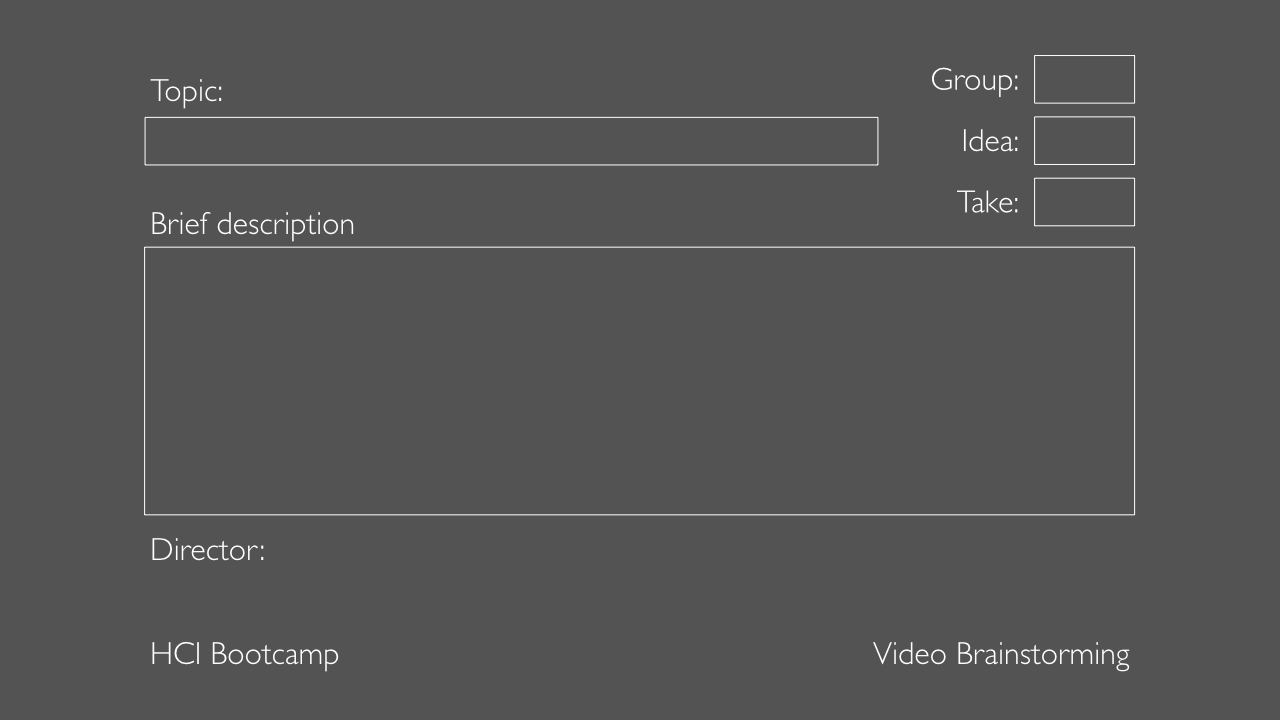 Topic:
Group:
Idea:
Take:
Brief description
Director:
HCI Bootcamp
Video Brainstorming